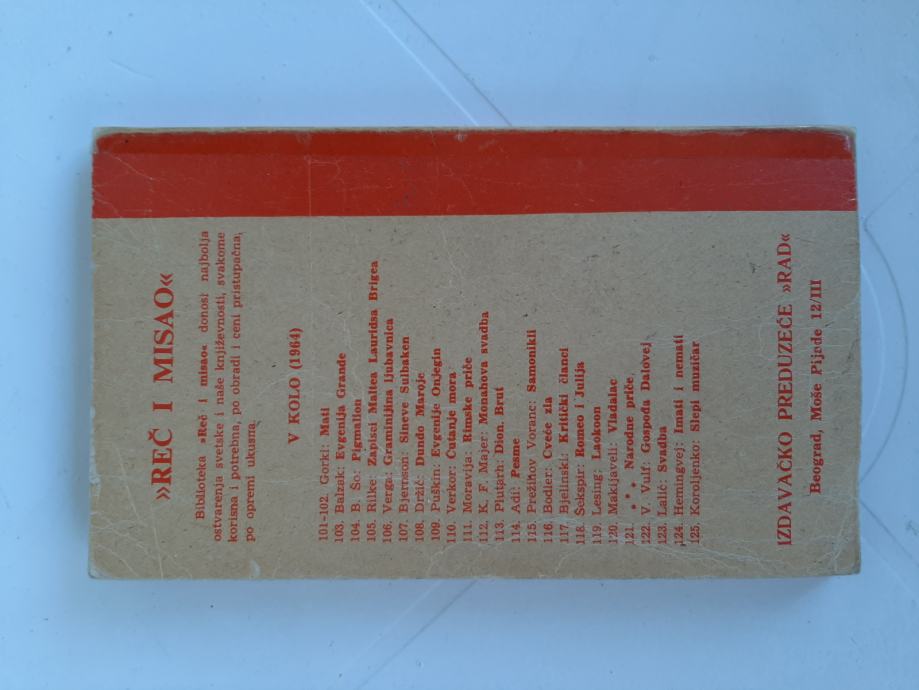 »REČ I MISAO«
Biblioteka »Reč i misao« donosi najbolja
ostvarenja svetske i naše književnosti, svakome
korisna i potrebna, po obradi i ceni pristupačna,
po opremi ukusna.
V KOLO (1964)
101-102. Gorki: Mati
103. Balzak: Evgenija Grande
104. B. Šo: Pigmalion
105. Rilke: Zapisci Maltea Lauridsa Brigea
106. Verga: Graminjina ljubavnica
107. Bjernson: Sineve Sulbaken
108. Držić: Dundo Maroje
109. Puškin: Evgenije Onjegin
110. Verkor: Ćutanje mora
111. Moravija: Rimske priče
112. K. F. Majer: Monahova svadba
113. Plutarh: Dion. Brut
114. Adi: Pesme
115. Prežihov Voranc: Samonikli
116. Bodler: Cveće zla
117. Bjelinski: Kritički članci
118. Šekspir: Romeo i Julija
119. Lesing: Laokoon
120. Makijaveli: Vladalac
121. * * * Narodne priče
122. V. Vulf: Gospođa Dalovej
123. Lalić: Svadba
124. Hemingvej: Imati i nemati
125. Koroljenko: Slepi muzičar
IZDAVAČKO PREDUZEĆE »RAD«
Beograd, Moše Pijade 12/III